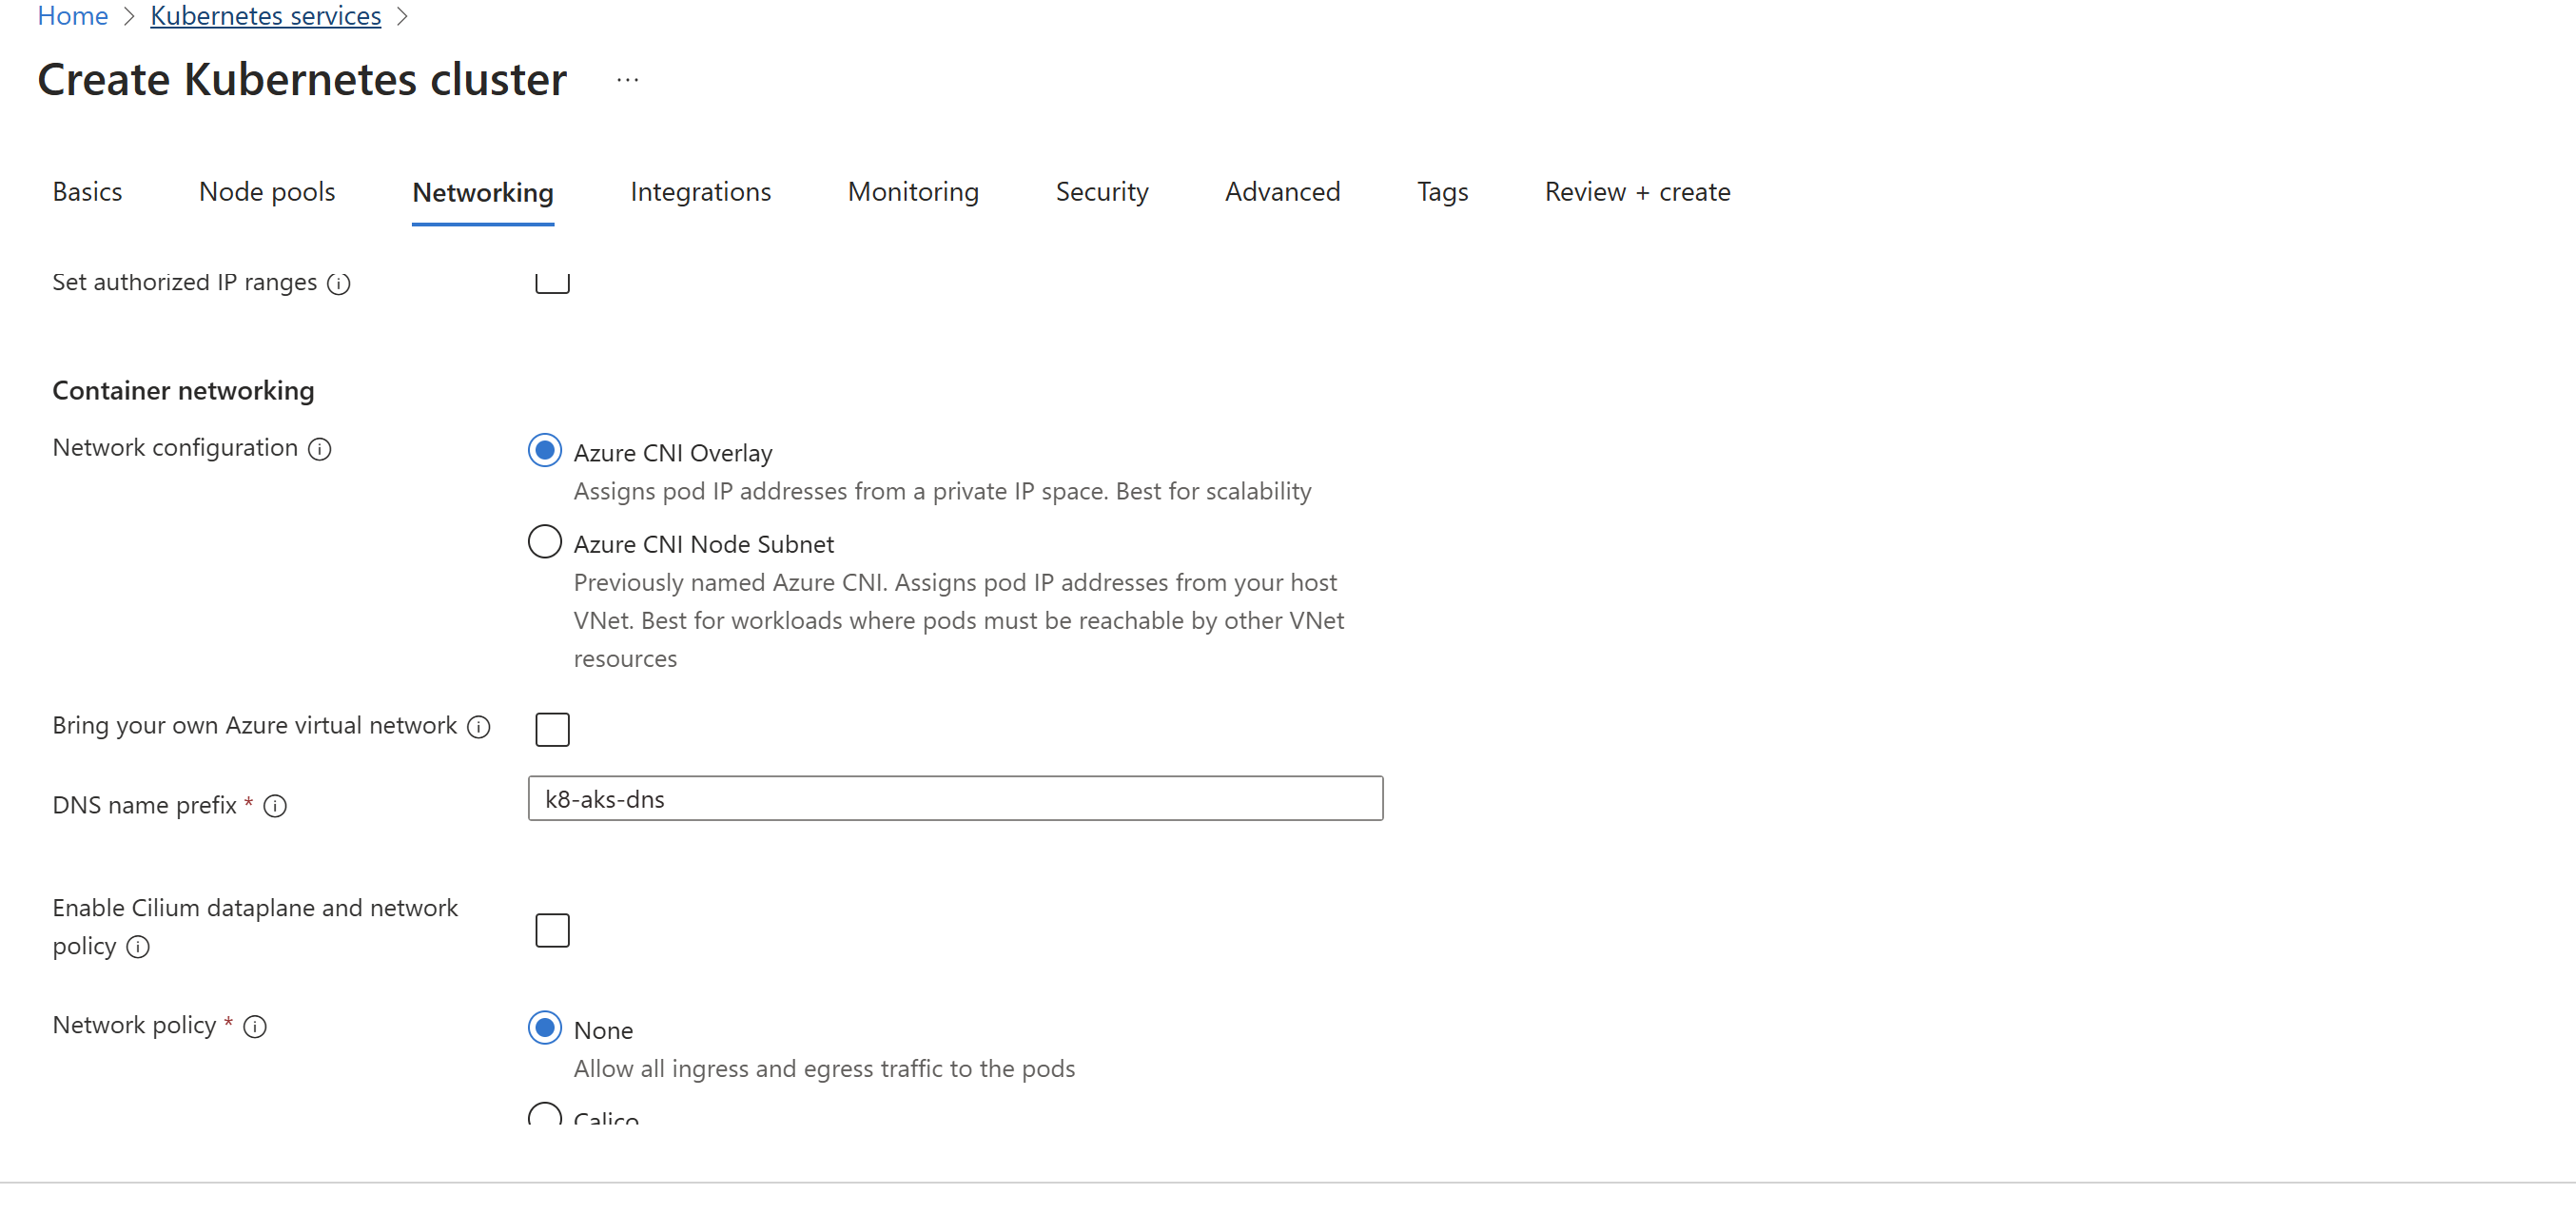 Home > Kubernetes services >
Create Kubernetes cluster ...
Basics Node pools Networking Integrations Monitoring Security Advanced Tags Review + create
Set authorized IP ranges
Container networking
Network configuration
Azure CNI Overlay
Assigns pod IP addresses from a private IP space. Best for scalability
Azure CNI Node Subnet
Previously named Azure CNI. Assigns pod IP addresses from your host
VNet. Best for workloads where pods must be reachable by other VNet
resources
Bring your own Azure virtual network
DNS name prefix *
k8-aks-dns
Enable Cilium dataplane and network
policy
Network policy *
None
Allow all ingress and egress traffic to the pods
Calico